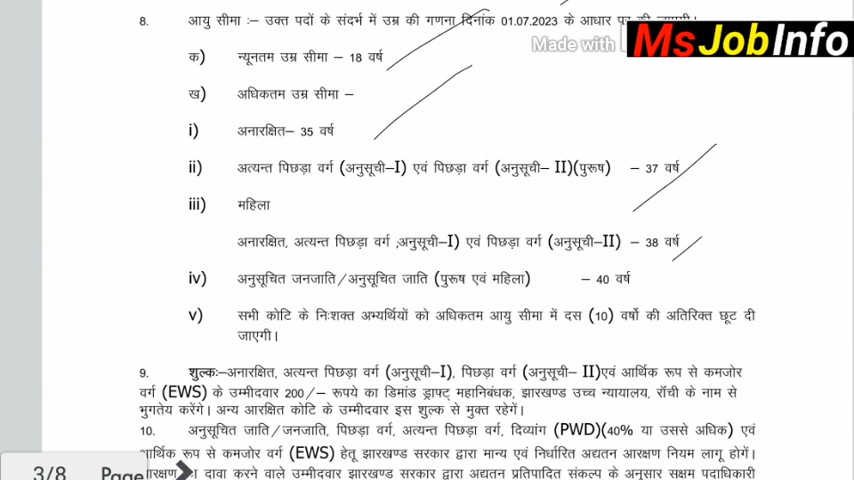 8. आयु सीमा :– उक्त पदों के संदर्भ में उम्र की गणना दिनांक 01.07.2023 के आधार पर की जाएगी।
Made with
MsJobInfo
क) न्यूनतम उम्र सीमा – 18 वर्ष
ख) अधिकतम उम्र सीमा –
i) अनारक्षित– 35 वर्ष
ii) अत्यन्त पिछड़ा वर्ग (अनुसूची–I) एवं पिछड़ा वर्ग (अनुसूची– II)(पुरूष) – 37 वर्ष
iii) महिला
अनारक्षित, अत्यन्त पिछड़ा वर्ग ;अनुसूची–I) एवं पिछड़ा वर्ग (अनुसूची–II) – 38 वर्ष
iv) अनुसूचित जनजाति/अनुसूचित जाति (पुरूष एवं महिला) – 40 वर्ष
v) सभी कोटि के निःशक्त अभ्यर्थियों को अधिकतम आयु सीमा में दस (10) वर्षो की अतिरिक्त छूट दी
जाएगी।
9. शुल्कः–अनारक्षित, अत्यन्त पिछड़ा वर्ग (अनुसूची–I), पिछड़ा वर्ग (अनुसूची– II)एवं आर्थिक रूप से कमजोर
वर्ग (EWS) के उम्मीदवार 200/– रूपये का डिमांड ड्राफ्ट् महानिबंधक, झारखण्ड उच्च न्यायालय, राँची के नाम से
भुगतेय करेंगे। अन्य आरक्षित कोटि के उम्मीदवार इस शुल्क से मुक्त रहेगें।
10. अनुसूचित जाति/जनजाति, पिछड़ा वर्ग, अत्यन्त पिछड़ा वर्ग, दिव्यांग (PWD)(40% या उससे अधिक) एवं
आर्थिक रूप से कमजोर वर्ग (EWS) हेतू झारखण्ड सरकार द्वारा मान्य एवं निर्धारित अद्यतन आरक्षण नियम लागू होगें।
आरक्षण का दावा करने वाले उम्मीदवार झारखण्ड सरकार द्वारा अद्यतन प्रतिपादित संकल्प के अनुसार सक्षम पदाधिकारी
3/8 Page